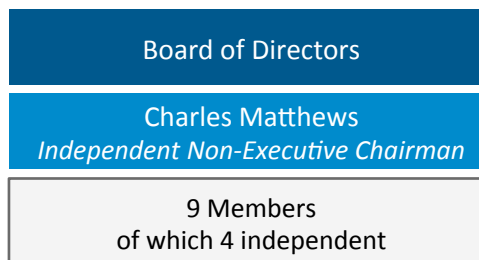 Board of Directors
Charles Matthews
Independent Non-Executive Chairman
9 Members
of which 4 independent